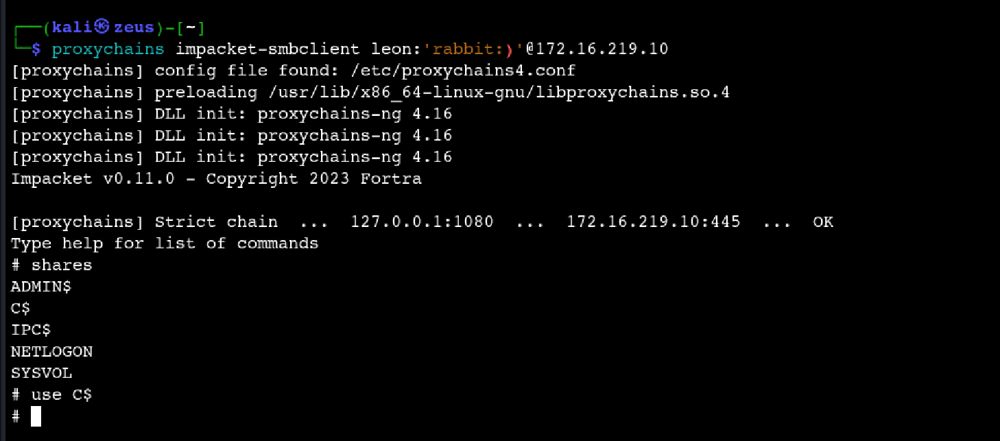 ┌──(kali㉿zeus)-[~]
└─$ proxychains impacket-smbclient leon:'rabbit:)'@172.16.219.10
[proxychains] config file found: /etc/proxychains4.conf
[proxychains] preloading /usr/lib/x86_64-linux-gnu/libproxychains.so.4
[proxychains] DLL init: proxychains-ng 4.16
[proxychains] DLL init: proxychains-ng 4.16
[proxychains] DLL init: proxychains-ng 4.16
Impacket v0.11.0 - Copyright 2023 Fortra
[proxychains] Strict chain  ...  127.0.0.1:1080  ...  172.16.219.10:445  ...  OK
Type help for list of commands
# shares
ADMIN$
C$
IPC$
NETLOGON
SYSVOL
# use C$
#